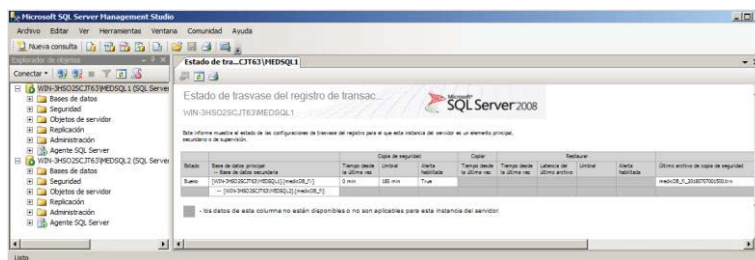 Microsoft SQL Server Management Studio
Archivo Editar Ver Herramientas Ventana Comunidad Ayuda
Nueva consulta
Explorador de objetos
Estado de tra...CJT63\MEDSQL1
Conectar
WIN-3HSO2SCJT63\MEDSQL1 (SQL Server
Bases de datos
Seguridad
Objetos de servidor
Replicación
Administración
Agente SQL Server
WIN-3HSO2SCJT63\MEDSQL2 (SQL Server
Bases de datos
Seguridad
Objetos de servidor
Replicación
Administración
Agente SQL Server
Estado de trasvase del registro de transac...
WIN-3HSO2SCJT63\MEDSQL1
Microsoft SQL Server 2008
Este informe muestra el estado de las configuraciones de trasvase del registro para el que esta instancia del servidor es un elemento principal,
secundario o de supervisión.
Copia de seguridad Copiar Restaurar
Estado Base de datos principal -- Base de datos secundaria Tiempo desde la última vez Umbral Alerta habilitada Tiempo desde la última vez Tiempo desde la última vez Latencia del último archivo Umbral Alerta habilitada Último archivo de copia de seguridad
Bueno 0 min 180 min True
- los datos de esta columna no están disponibles o no son aplicables para esta instancia del servidor.
Lista